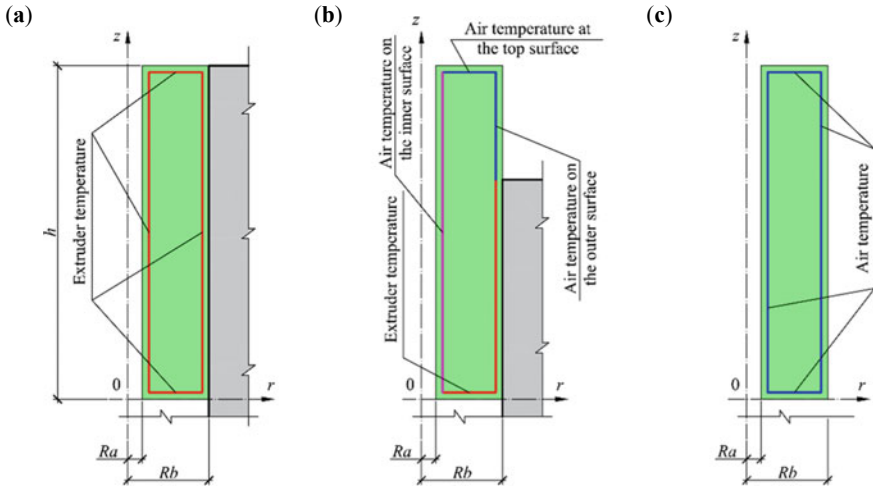 (a)
z
h
Extruder temperature
0
r
Ra
Rb
(b)
z
Air temperature at
the top surface
Air temperature on
the inner surface
Extruder temperature
Air temperature on
the outer surface
0
r
Ra
Rb
(c)
z
Air temperature
0
r
Ra
Rb